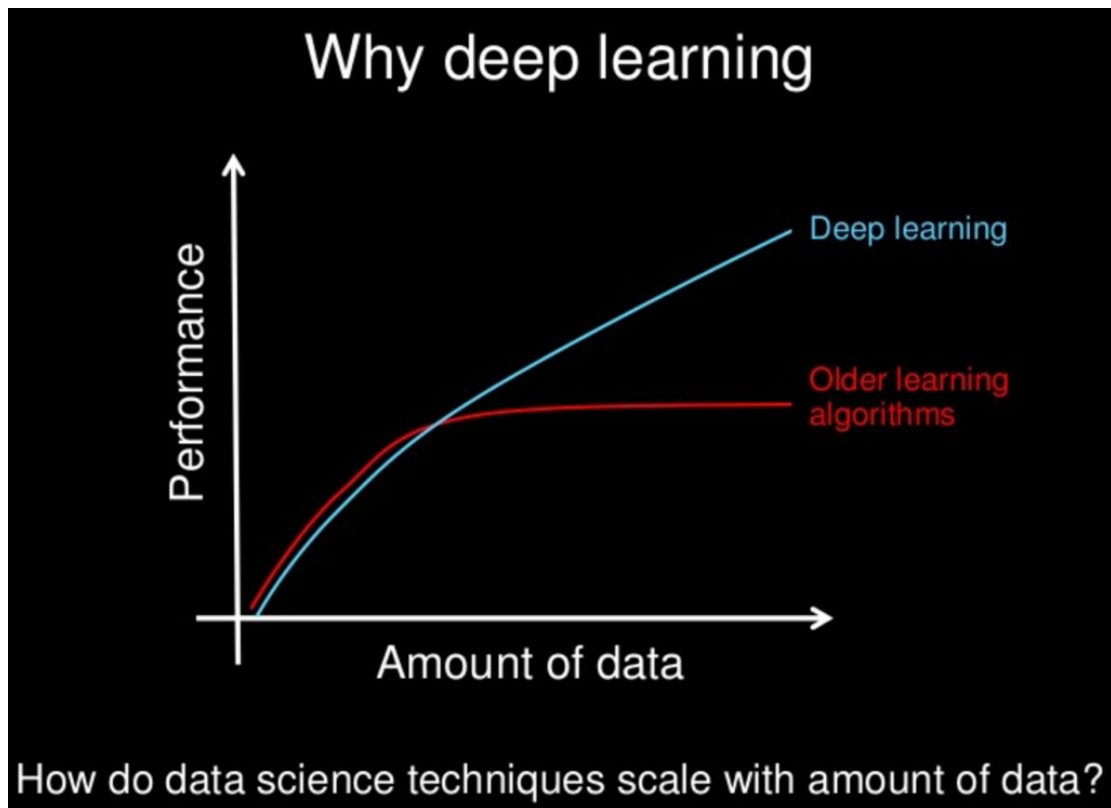 Why deep learning
Performance
Deep learning
Older learning
algorithms
Amount of data
How do data science techniques scale with amount of data?